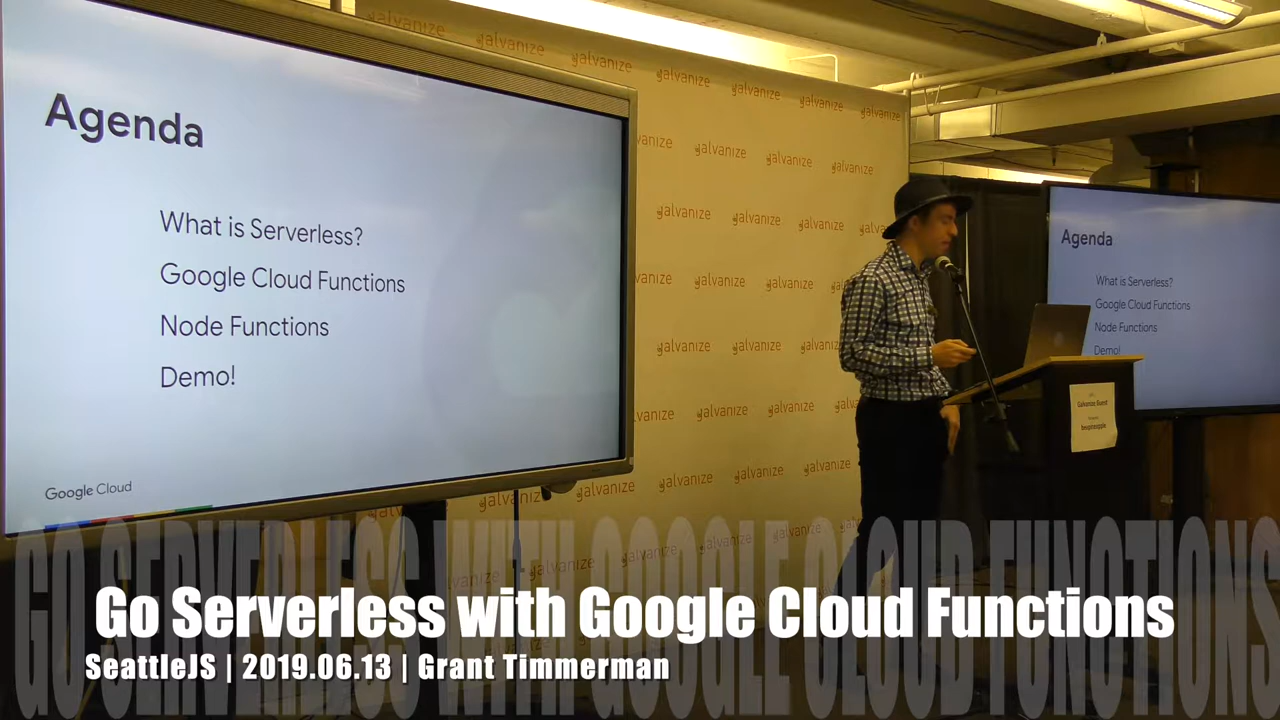 Agenda
What is Serverless?
Google Cloud Functions
Node Functions
Demo!
Google Cloud
galvanize
Agenda
What is Serverless?
Google Cloud Functions
Node Functions
Demo!
Galvanize Guest
GO SERVERLESS WITH GOOGLE CLOUD FUNCTIONS
Go Serverless with Google Cloud Functions
SeattleJS | 2019.06.13 | Grant Timmerman